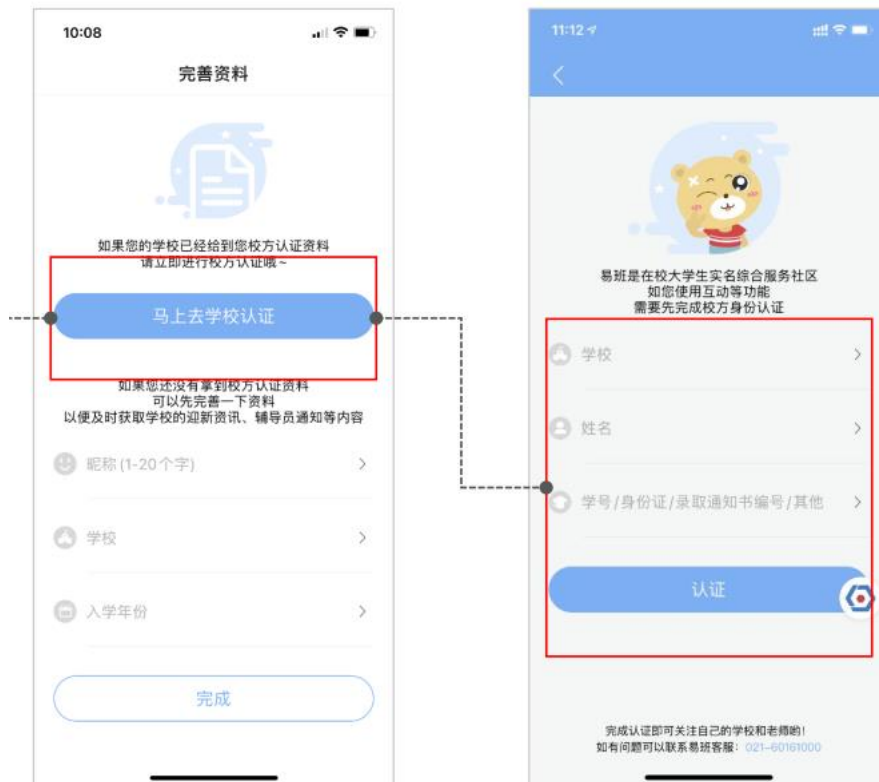 10:08
完善资料
如果您的学校已经给到您校方认证资料
请立即进行校方认证哦~
马上去学校认证
如果您还没有拿到校方认证资料
可以先完善一下资料
以便及时获取学校的迎新资讯、辅导员通知等内容
昵称(1-20个字)
学校
入学年份
完成
11:12
易班是在校大学生实名综合服务社区
如您使用互动等功能
需要先完成校方身份认证
学校
姓名
学号/身份证/录取通知书编号/其他
认证
完成认证即可关注自己的学校和老师哟!
如有问题可以联系易班客服: 021-60161000